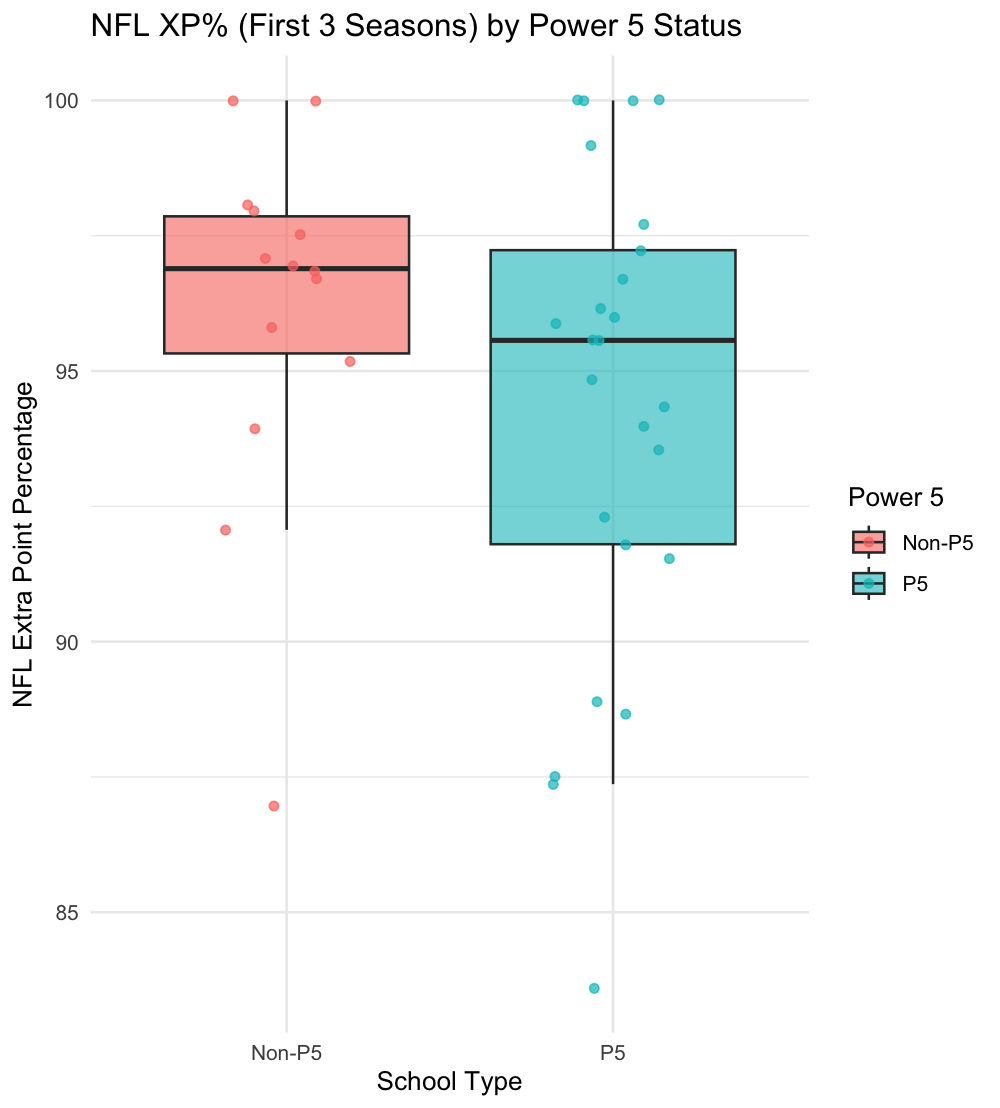 NFL XP% (First 3 Seasons) by Power 5 Status
100
95
90
85
NFL Extra Point Percentage
Non-P5
P5
School Type
Power 5
Non-P5
P5